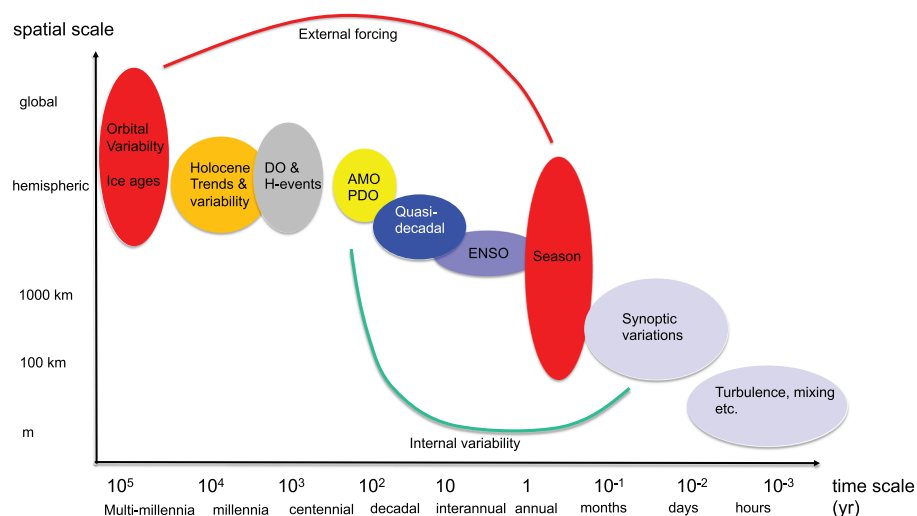 spatial scale
External forcing
global
Orbital
Variabilty
Ice ages
hemispheric
Holocene
Trends &
variability
DO &
H-events
AMO
PDO
Quasi-
decadal
ENSO
Season
1000 km
Synoptic
variations
100 km
Turbulence, mixing
etc.
m
Internal variability
10⁵ 10⁴ 10³ 10² 10 1 10⁻¹ 10⁻² 10⁻³ time scale
Multi-millennia millennia centennial decadal interannual annual months days hours (yr)